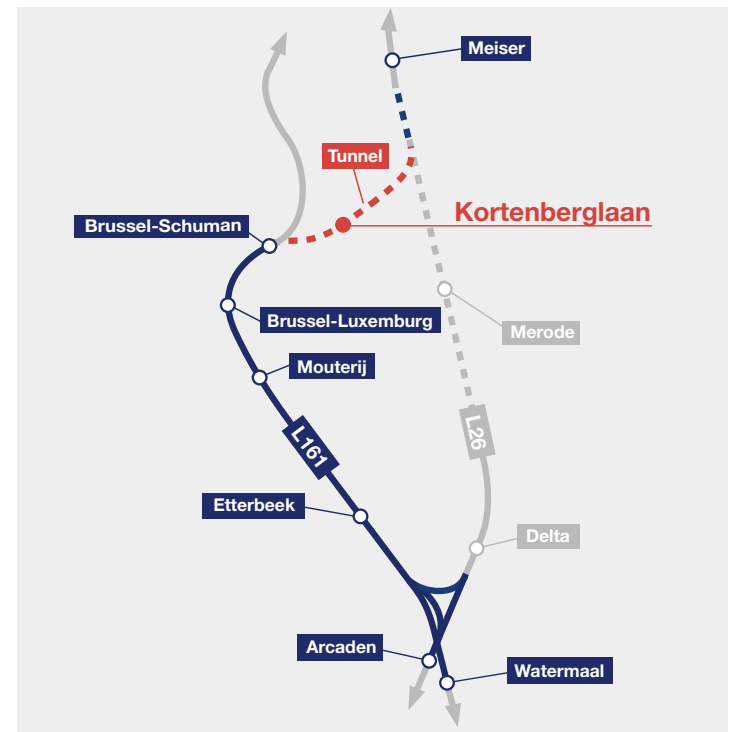 Meiser
Tunnel
Kortenberglaan
Brussel-Schuman
Brussel-Luxemburg
Merode
Mouterij
L161
L26
Etterbeek
Delta
Arcaden
Watermaal